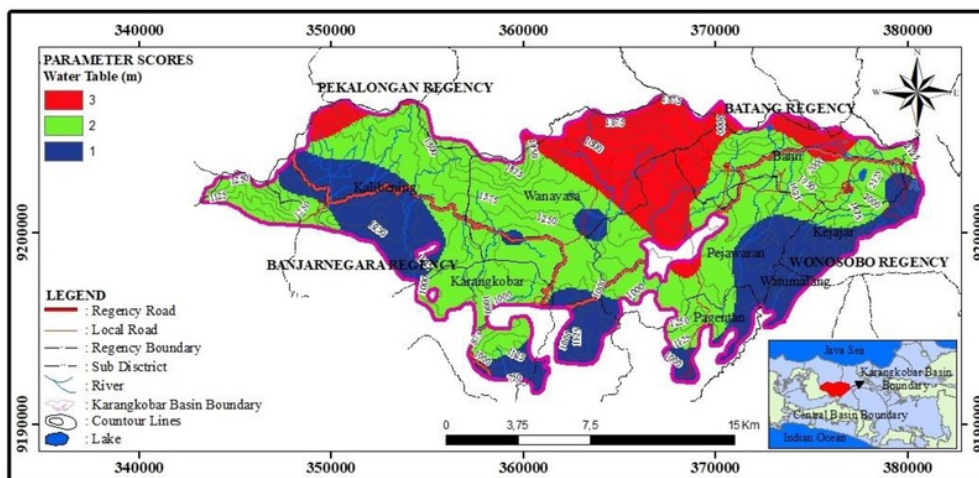 340000 350000 360000 370000 380000
PARAMETER SCORES
Water Table (m)
3
2
1
PEKALONGAN REGENCY
BATANG REGENCY
N
W
E
S
Batur
Kalibening
Wanayasa
Kejajar
9200000
9200000
Pejawaran
BANJARNEGARA REGENCY
WONOSOBO REGENCY
Karangkobar
Watumalang
Pagentan
LEGEND
: Regency Road
: Local Road
: Regency Boundary
: Sub Disctrict
: River
: Karangkobar Basin Boundary
: Countour Lines
: Lake
0 3,75 7,5 15 Km
Java Sea
Karangkobar Basin
Boundary
Central Basin Boundary
Indian Ocean
9190000
9190000
340000 350000 360000 370000 380000